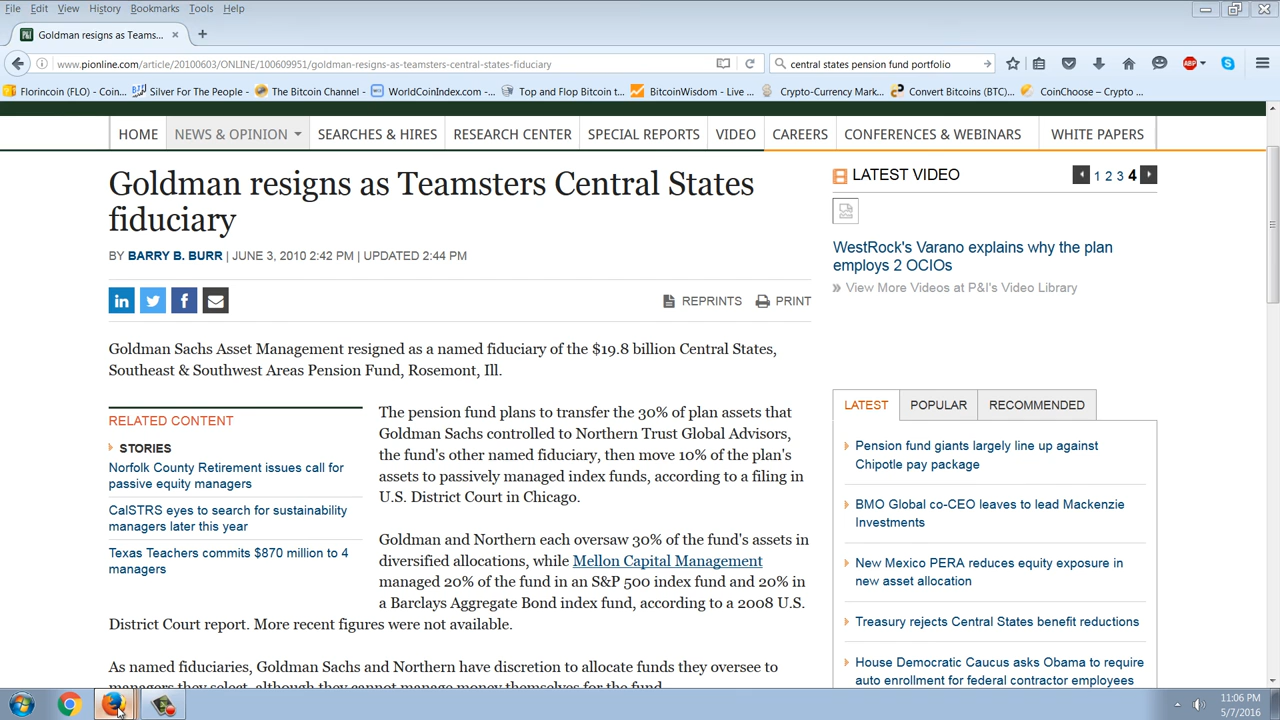 File Edit View History Bookmarks Tools Help
P&I Goldman resigns as Teams... × +
www.pionline.com/article/20100603/ONLINE/100609951/goldman-resigns-as-teamsters-central-states-fiduciary
central states pension fund portfolio
ABP
Florincoin (FLO) - Coin... Silver For The People - The Bitcoin Channel - WorldCoinIndex.com -... Top and Flop Bitcoin t... BitcoinWisdom - Live ... Crypto-Currency Mark... Convert Bitcoins (BTC)... CoinChoose – Crypto ...
HOME NEWS & OPINION SEARCHES & HIRES RESEARCH CENTER SPECIAL REPORTS VIDEO CAREERS CONFERENCES & WEBINARS WHITE PAPERS
Goldman resigns as Teamsters Central States
fiduciary
BY BARRY B. BURR | JUNE 3, 2010 2:42 PM | UPDATED 2:44 PM
in f
REPRINTS PRINT
Goldman Sachs Asset Management resigned as a named fiduciary of the $19.8 billion Central States,
Southeast & Southwest Areas Pension Fund, Rosemont, Ill.
RELATED CONTENT
STORIES
Norfolk County Retirement issues call for
passive equity managers
CalSTRS eyes to search for sustainability
managers later this year
Texas Teachers commits $870 million to 4
managers
The pension fund plans to transfer the 30% of plan assets that
Goldman Sachs controlled to Northern Trust Global Advisors,
the fund's other named fiduciary, then move 10% of the plan's
assets to passively managed index funds, according to a filing in
U.S. District Court in Chicago.
Goldman and Northern each oversaw 30% of the fund's assets in
diversified allocations, while Mellon Capital Management
managed 20% of the fund in an S&P 500 index fund and 20% in
a Barclays Aggregate Bond index fund, according to a 2008 U.S.
District Court report. More recent figures were not available.
As named fiduciaries, Goldman Sachs and Northern have discretion to allocate funds they oversee to
managers they select, although they cannot manage money themselves for the fund.
LATEST VIDEO
1 2 3 4
WestRock's Varano explains why the plan
employs 2 OCIOs
» View More Videos at P&I's Video Library
LATEST POPULAR RECOMMENDED
Pension fund giants largely line up against
Chipotle pay package
BMO Global co-CEO leaves to lead Mackenzie
Investments
New Mexico PERA reduces equity exposure in
new asset allocation
Treasury rejects Central States benefit reductions
House Democratic Caucus asks Obama to require
auto enrollment for federal contractor employees
11:06 PM
5/7/2016